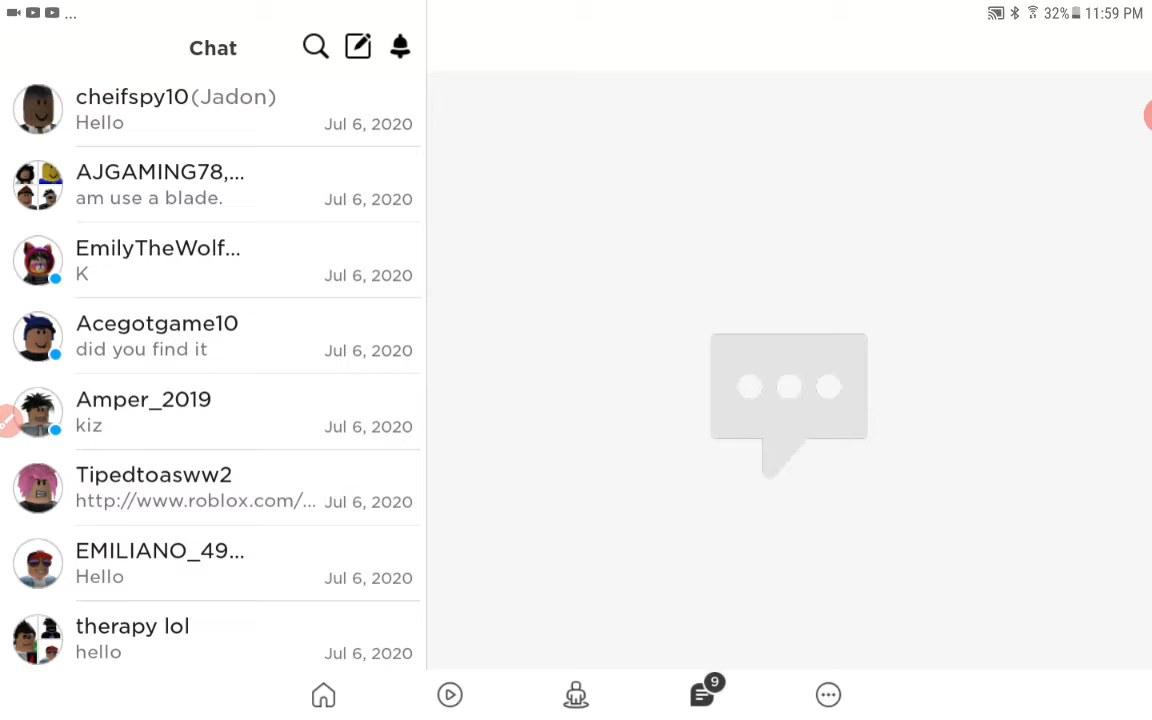 ... 32% 11:59 PM
Chat
cheifspy10(Jadon)
Hello Jul 6, 2020
AJGAMING78,...
am use a blade. Jul 6, 2020
EmilyTheWolf...
K Jul 6, 2020
Acegotgame10
did you find it Jul 6, 2020
Amper_2019
kiz Jul 6, 2020
Tipedtoasww2
http://www.roblox.com/... Jul 6, 2020
EMILIANO_49...
Hello Jul 6, 2020
therapy lol
hello Jul 6, 2020
9